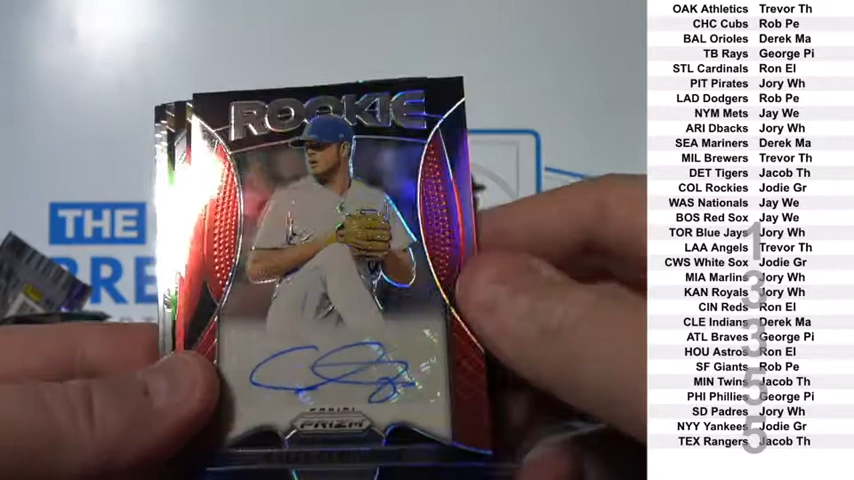 ROOKIE
THE
BRE
PANINI
PRIZM
OAK Athletics Trevor Th
CHC Cubs Rob Pe
BAL Orioles Derek Ma
TB Rays George Pi
STL Cardinals Ron El
PIT Pirates Jory Wh
LAD Dodgers Rob Pe
NYM Mets Jay We
ARI Dbacks Jory Wh
SEA Mariners Derek Ma
MIL Brewers Trevor Th
DET Tigers Jacob Th
COL Rockies Jodie Gr
WAS Nationals Jay We
BOS Red Sox Jay We
TOR Blue Jays Jory Wh
LAA Angels Trevor Th
CWS White Sox Jodie Gr
MIA Marlins Jory Wh
KAN Royals Jory Wh
CIN Reds Ron El
CLE Indians Derek Ma
ATL Braves George Pi
HOU Astros Ron El
SF Giants Rob Pe
MIN Twins Jacob Th
PHI Phillies George Pi
SD Padres Jory Wh
NYY Yankees Jodie Gr
TEX Rangers Jacob Th